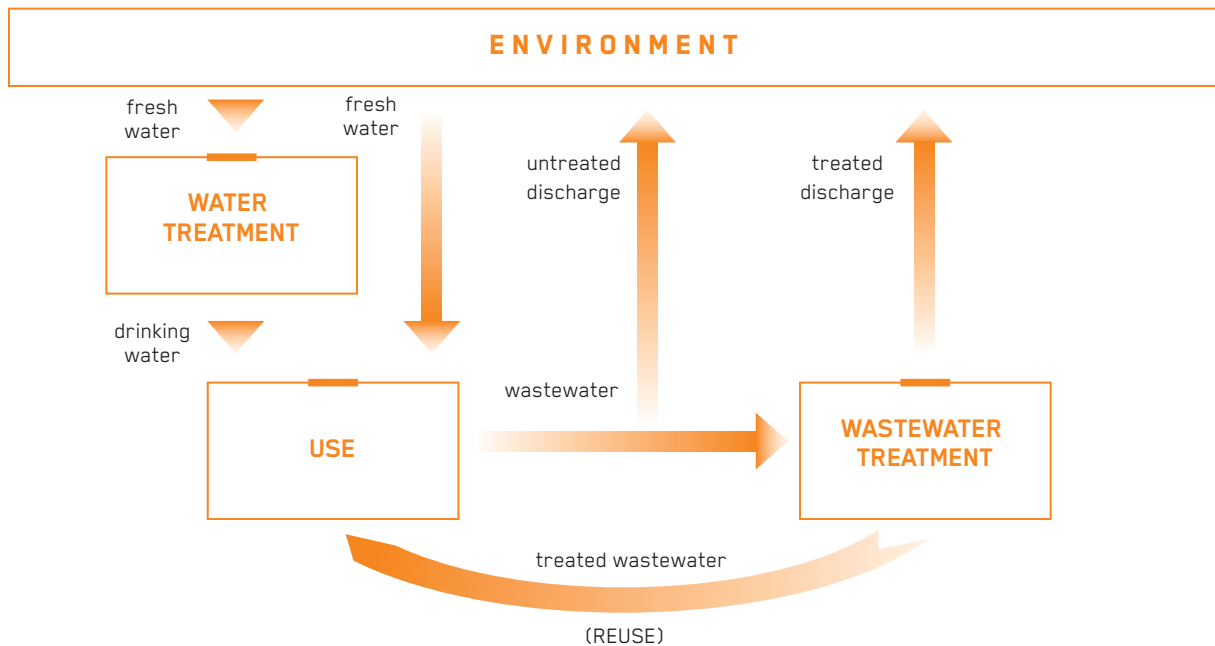 ENVIRONMENT
fresh
water
fresh
water
WATER
TREATMENT
untreated
discharge
treated
discharge
drinking
water
wastewater
USE
WASTEWATER
TREATMENT
treated wastewater
(REUSE)